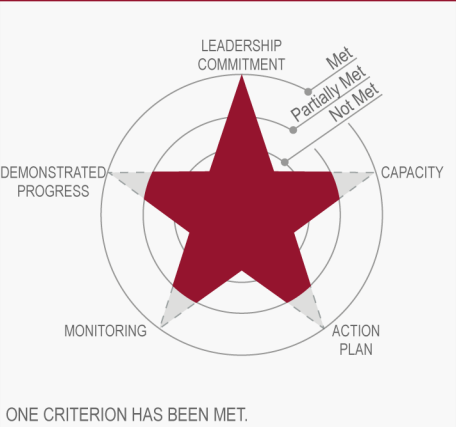 LEADERSHIP
COMMITMENT
Met
Partially Met
Not Met
DEMONSTRATED
PROGRESS
CAPACITY
MONITORING
ACTION
PLAN
ONE CRITERION HAS BEEN MET.